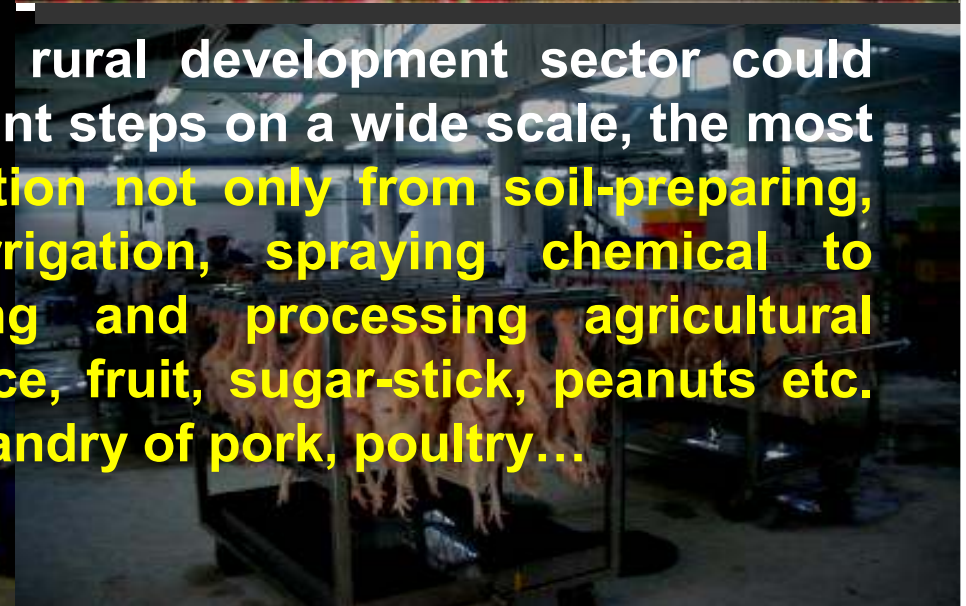 rural development sector could
nt steps on a wide scale, the most
tion not only from soil-preparing,
rrigation, spraying chemical to
ng and processing agricultural
ce, fruit, sugar-stick, peanuts etc.
andry of pork, poultry…